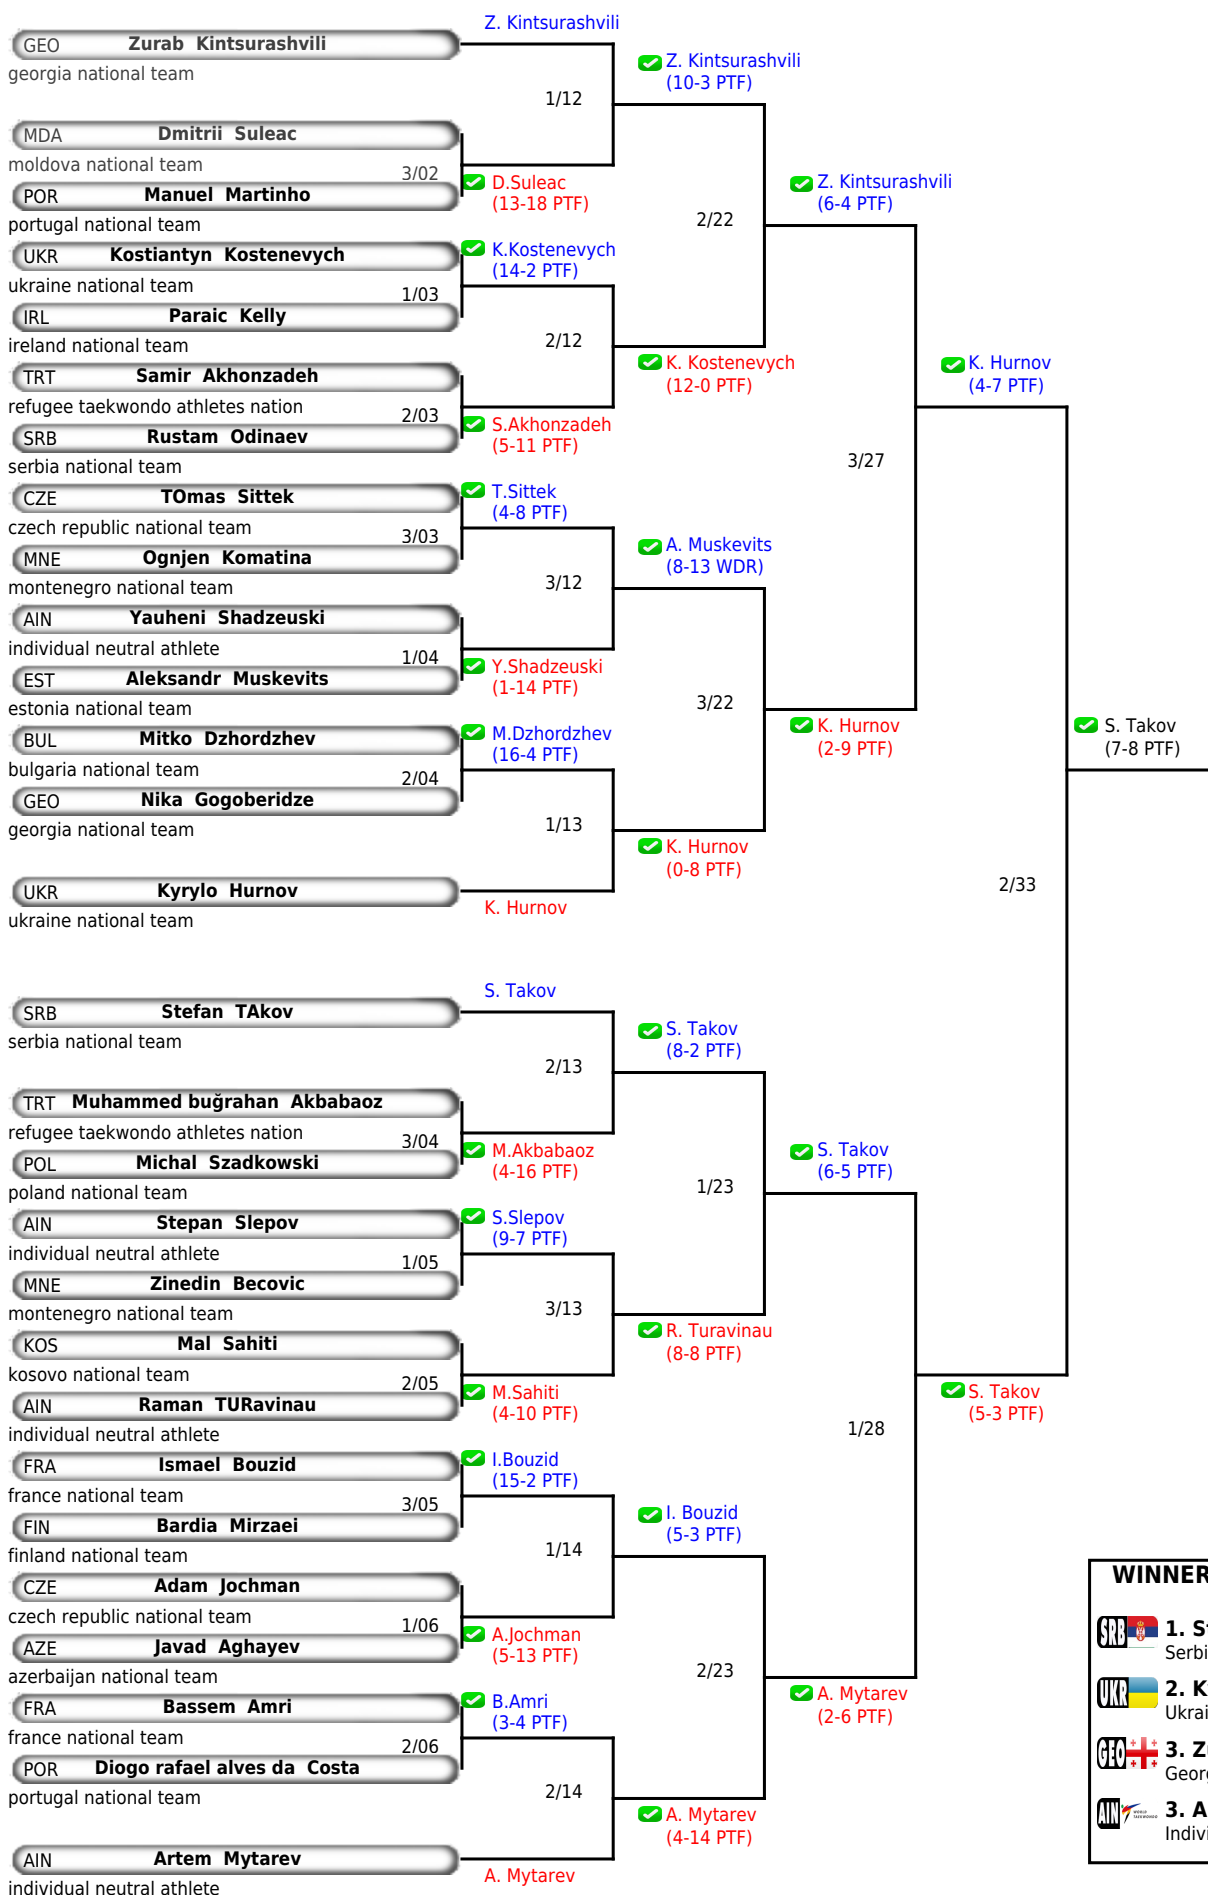 Z. Kintsurashvili
GEO Zurab Kintsurashvili
georgia national team
Z. Kintsurashvili
(10-3 PTF)
1/12
MDA Dmitrii Suleac
moldova national team
3/02
D.Suleac
(13-18 PTF)
POR Manuel Martinho
portugal national team
Z. Kintsurashvili
(6-4 PTF)
2/22
UKR Kostiantyn Kostenevych
ukraine national team
K.Kostenevych
(14-2 PTF)
1/03
IRL Paraic Kelly
ireland national team
2/12
K. Kostenevych
(12-0 PTF)
K. Hurnov
(4-7 PTF)
TRT Samir Akhonzadeh
refugee taekwondo athletes nation
2/03
S.Akhonzadeh
(5-11 PTF)
SRB Rustam Odinaev
serbia national team
3/27
CZE TOmas Sittek
czech republic national team
T.Sittek
(4-8 PTF)
3/03
MNE Ognjen Komatina
montenegro national team
A. Muskevits
(8-13 WDR)
3/12
AIN Yauheni Shadzeuski
individual neutral athlete
1/04
Y.Shadzeuski
(1-14 PTF)
EST Aleksandr Muskevits
estonia national team
3/22
BUL Mitko Dzhordzhev
bulgaria national team
M.Dzhordzhev
(16-4 PTF)
K. Hurnov
(2-9 PTF)
S. Takov
(7-8 PTF)
2/04
GEO Nika Gogoberidze
georgia national team
1/13
K. Hurnov
(0-8 PTF)
UKR Kyrylo Hurnov
ukraine national team
K. Hurnov
2/33
S. Takov
SRB Stefan TAkov
serbia national team
S. Takov
(8-2 PTF)
2/13
TRT Muhammed buğrahan Akbabaoz
refugee taekwondo athletes nation
3/04
M.Akbabaoz
(4-16 PTF)
POL Michal Szadkowski
poland national team
S. Takov
(6-5 PTF)
1/23
AIN Stepan Slepov
individual neutral athlete
S.Slepov
(9-7 PTF)
1/05
MNE Zinedin Becovic
montenegro national team
3/13
R. Turavinau
(8-8 PTF)
KOS Mal Sahiti
kosovo national team
2/05
M.Sahiti
(4-10 PTF)
S. Takov
(5-3 PTF)
AIN Raman TURavinau
individual neutral athlete
1/28
FRA Ismael Bouzid
france national team
I.Bouzid
(15-2 PTF)
3/05
FIN Bardia Mirzaei
finland national team
I. Bouzid
(5-3 PTF)
1/14
CZE Adam Jochman
czech republic national team
1/06
A.Jochman
(5-13 PTF)
AZE Javad Aghayev
azerbaijan national team
2/23
FRA Bassem Amri
france national team
B.Amri
(3-4 PTF)
A. Mytarev
(2-6 PTF)
2/06
POR Diogo rafael alves da Costa
portugal national team
2/14
A. Mytarev
(4-14 PTF)
AIN Artem Mytarev
individual neutral athlete
A. Mytarev
WINNER
SRB 1. St
Serbi
UKR 2. K
Ukrai
GEO 3. Z
Georg
AIN 3. A
Indivi